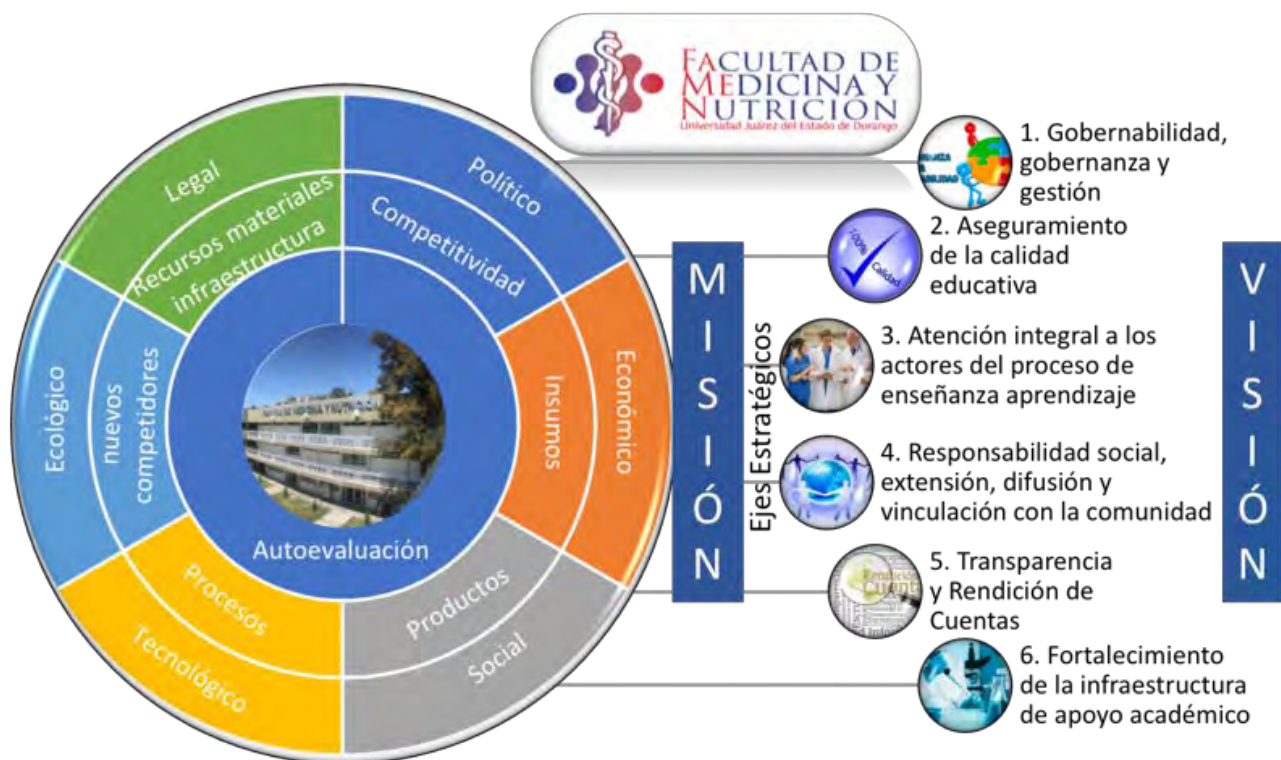 FACULTAD DE
MEDICINA Y
NUTRICIÓN
Universidad Juárez del Estado de Durango
Legal
Político
Recursos materiales
infraestructura
Competitividad
Ecológico
nuevos
competidores
Económico
Insumos
Autoevaluación
Procesos
Productos
Tecnológico
Social
MISIÓN
Ejes Estratégicos
1. Gobernabilidad,
gobernanza y
gestión
100%
Calidad
2. Aseguramiento
de la calidad
educativa
3. Atención integral a los
actores del proceso de
enseñanza aprendizaje
4. Responsabilidad social,
extensión, difusión y
vinculación con la comunidad
5. Transparencia
y Rendición de
Cuentas
6. Fortalecimiento
de la infraestructura
de apoyo académico
VISIÓN